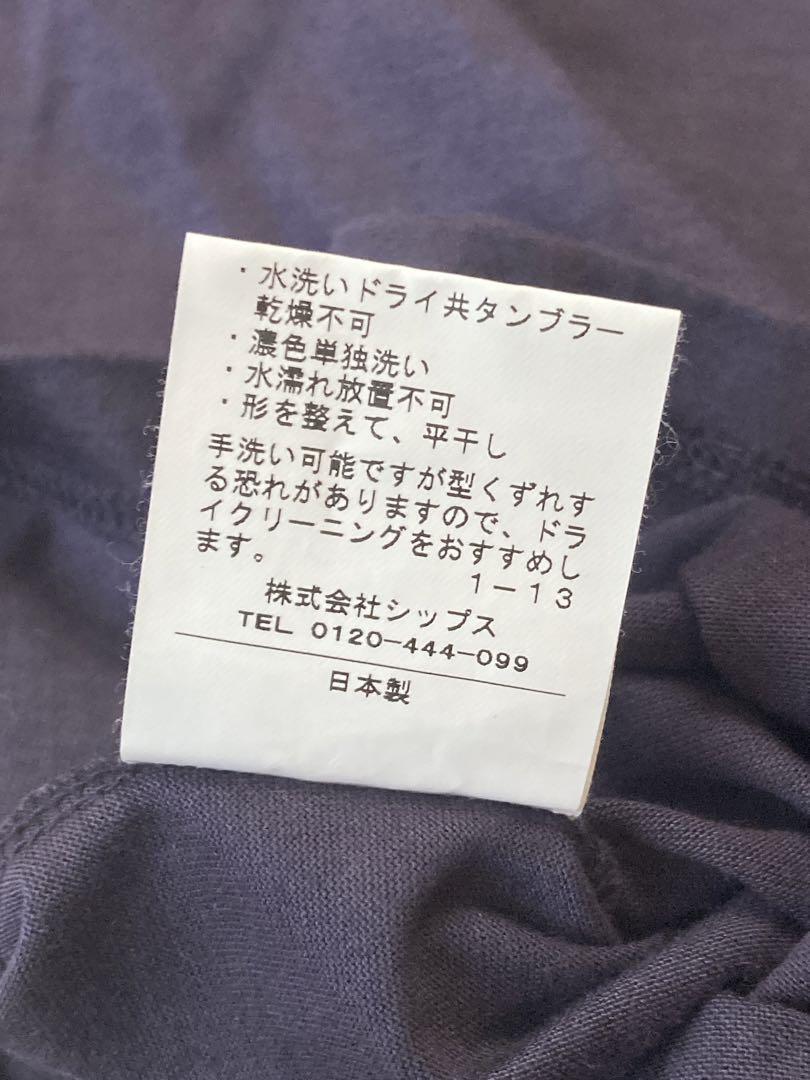 ・水洗いドライ共タンブラー
乾燥不可
・濃色単独洗い
・水濡れ放置不可
・形を整えて、平干し
手洗い可能ですが型くずれす
る恐れがありますので、ドラ
イクリーニングをおすすめし
ます。
1－13
株式会社シップス
TEL 0120-444-099
日本製